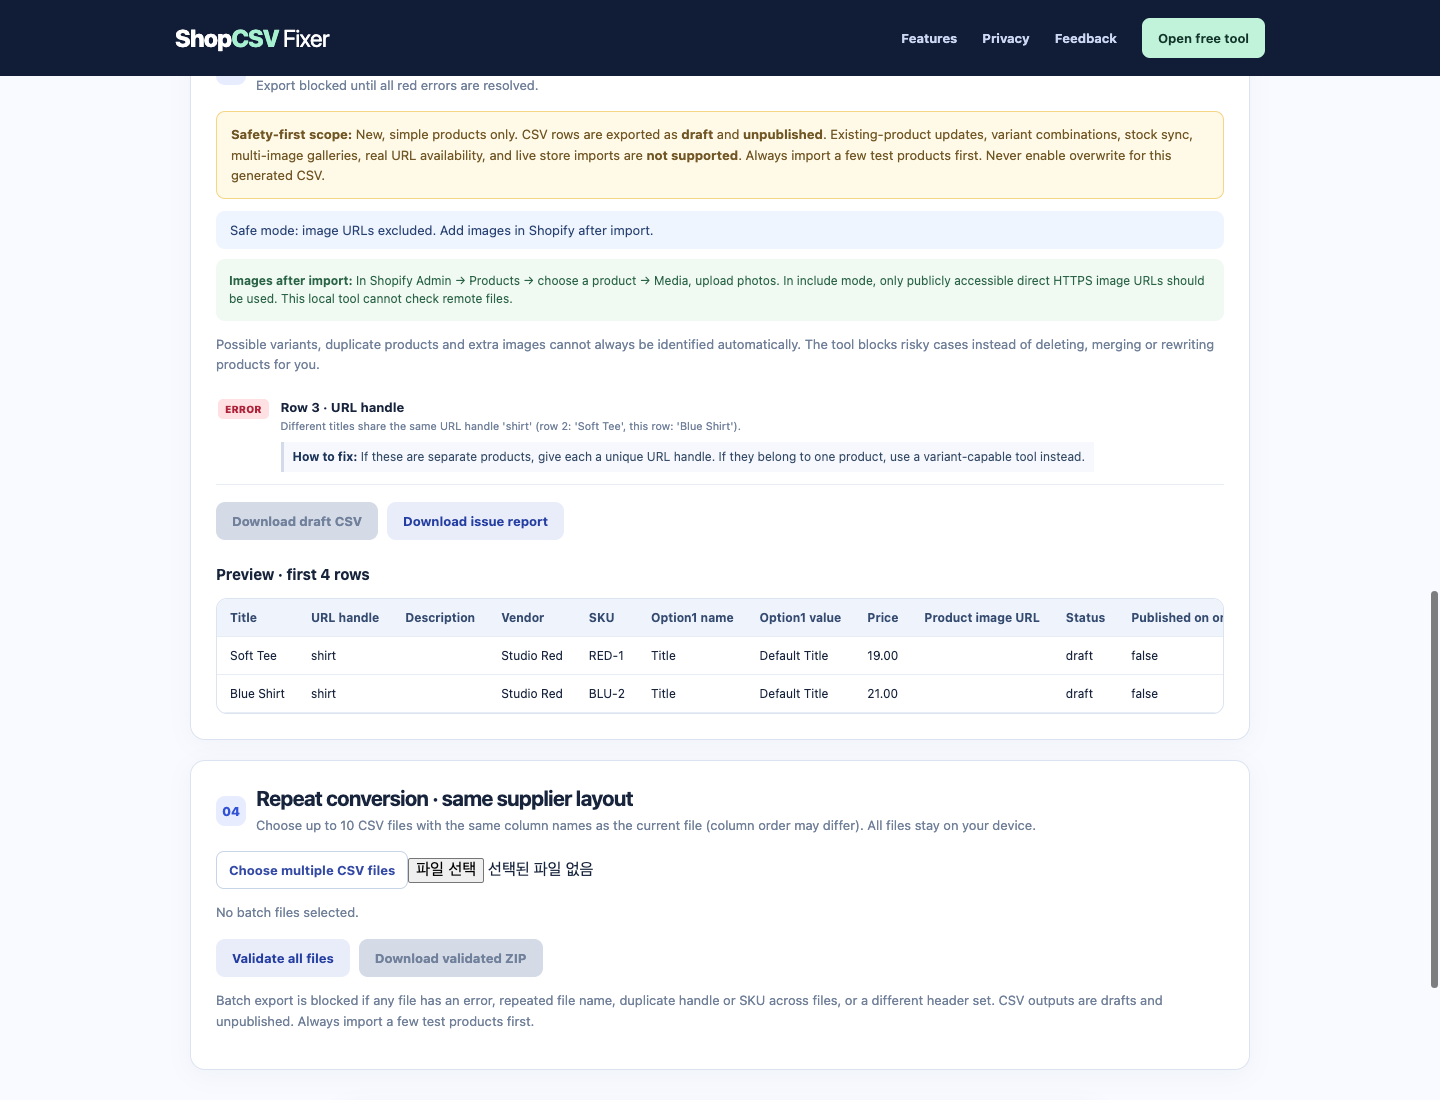 ShopCSV Fixer
Features
Privacy
Feedback
Open free tool
Export blocked until all red errors are resolved.
Safety-first scope: New, simple products only. CSV rows are exported as draft and unpublished. Existing-product updates, variant combinations, stock sync,
multi-image galleries, real URL availability, and live store imports are not supported. Always import a few test products first. Never enable overwrite for this
generated CSV.
Safe mode: image URLs excluded. Add images in Shopify after import.
Images after import: In Shopify Admin → Products → choose a product → Media, upload photos. In include mode, only publicly accessible direct HTTPS image URLs should
be used. This local tool cannot check remote files.
Possible variants, duplicate products and extra images cannot always be identified automatically. The tool blocks risky cases instead of deleting, merging or rewriting
products for you.
ERROR
Row 3 · URL handle
Different titles share the same URL handle 'shirt' (row 2: 'Soft Tee', this row: 'Blue Shirt').
How to fix: If these are separate products, give each a unique URL handle. If they belong to one product, use a variant-capable tool instead.
Download draft CSV
Download issue report
Preview · first 4 rows
Title URL handle Description Vendor SKU Option1 name Option1 value Price Product image URL Status Published on or
Soft Tee shirt Studio Red RED-1 Title Default Title 19.00 draft false
Blue Shirt shirt Studio Red BLU-2 Title Default Title 21.00 draft false
04
Repeat conversion · same supplier layout
Choose up to 10 CSV files with the same column names as the current file (column order may differ). All files stay on your device.
Choose multiple CSV files
파일 선택 선택된 파일 없음
No batch files selected.
Validate all files
Download validated ZIP
Batch export is blocked if any file has an error, repeated file name, duplicate handle or SKU across files, or a different header set. CSV outputs are drafts and
unpublished. Always import a few test products first.